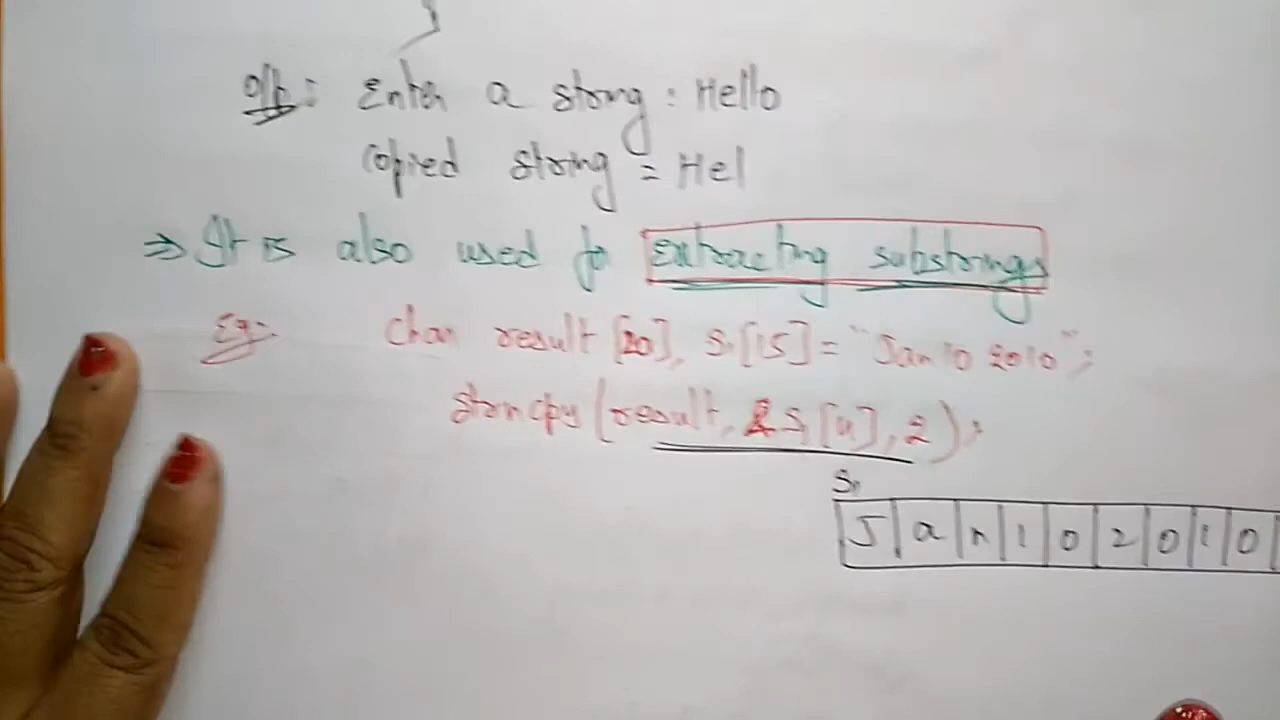 O/P: Enter a string : Hello
Copied string = Hel
⇒ It is also used for extracting substrings
Eg:- Char result [20], S1[15] = "Jan 10 2010";
strncpy (result, &S1[4], 2);
S1
J a n 1 0 2 0 1 0